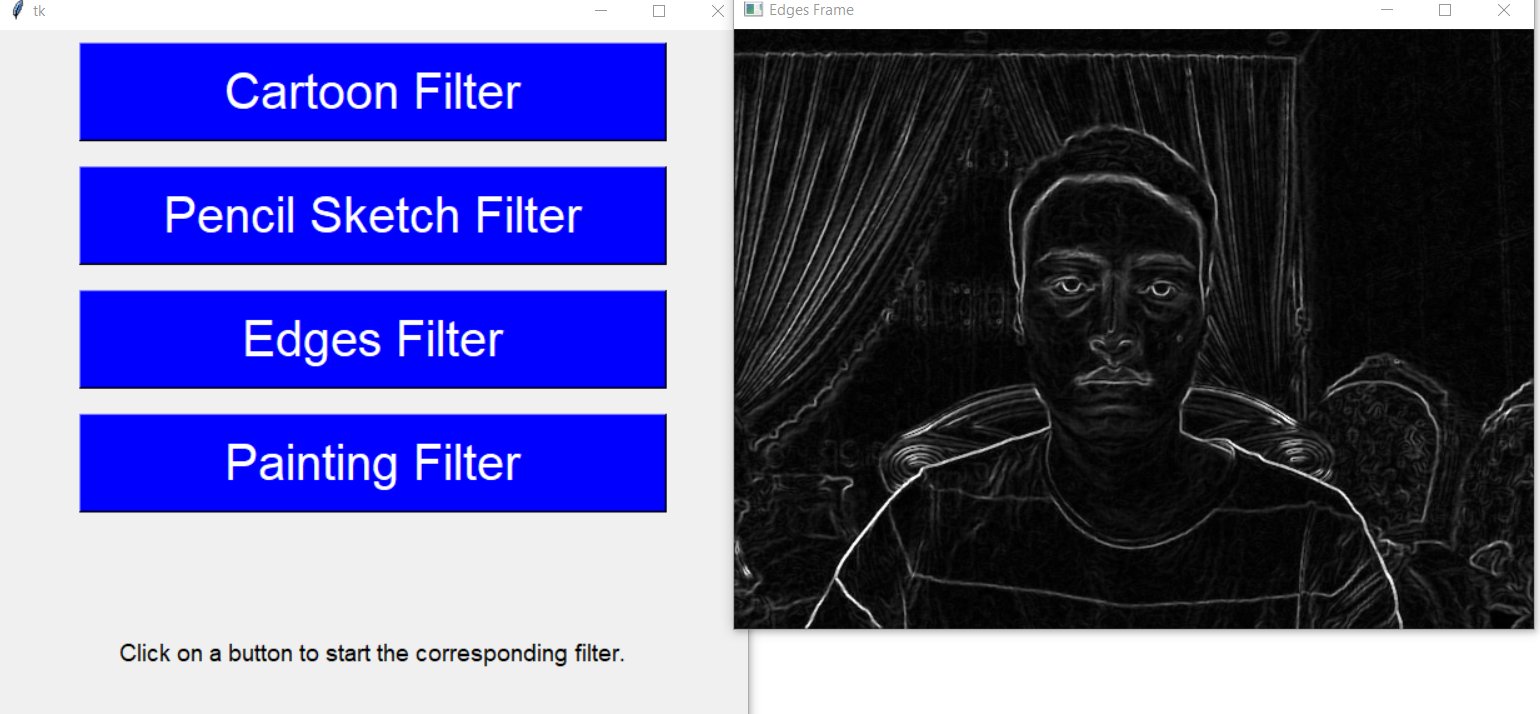 tk
Edges Frame
Cartoon Filter
Pencil Sketch Filter
Edges Filter
Painting Filter
Click on a button to start the corresponding filter.